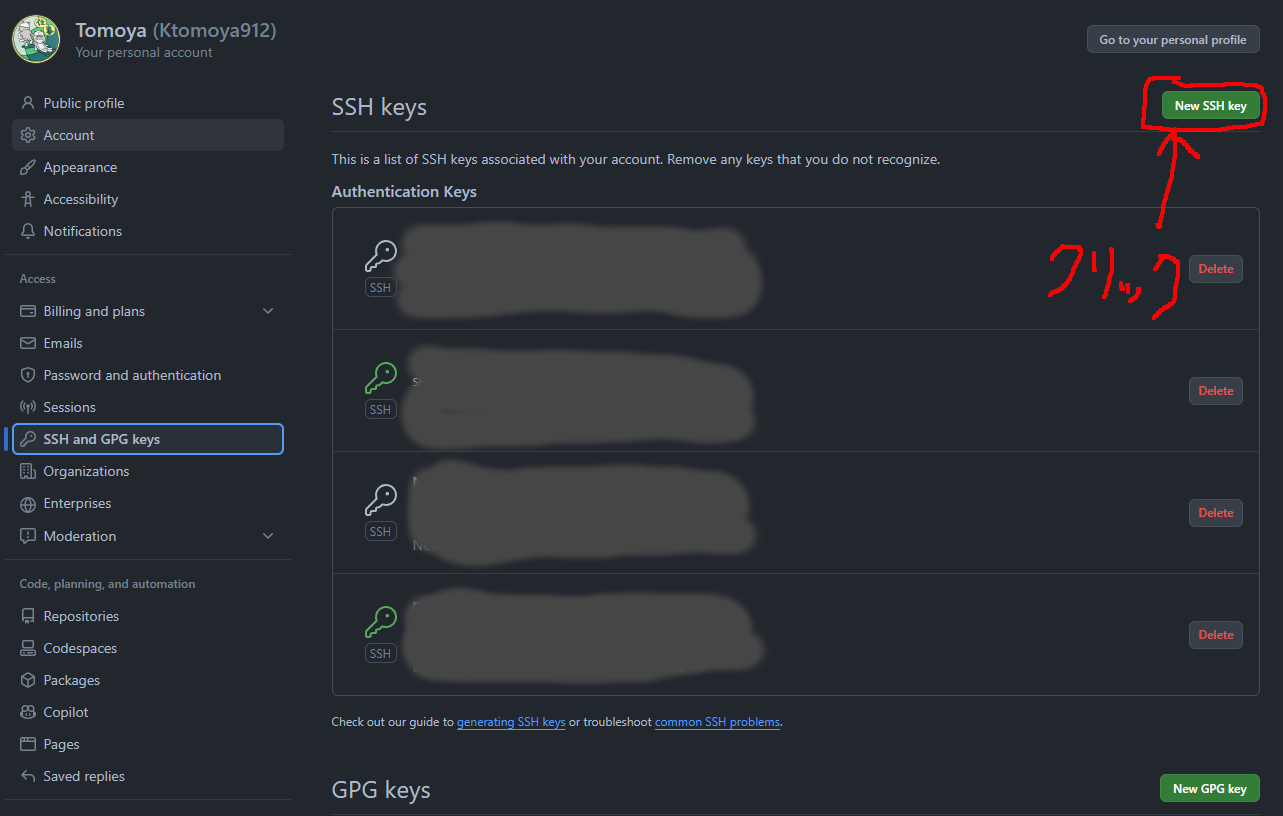 Tomoya (Ktomoya912)
Your personal account
Go to your personal profile
Public profile
Account
Appearance
Accessibility
Notifications
Access
Billing and plans
Emails
Password and authentication
Sessions
SSH and GPG keys
Organizations
Enterprises
Moderation
Code, planning, and automation
Repositories
Codespaces
Packages
Copilot
Pages
Saved replies
SSH keys
New SSH key
This is a list of SSH keys associated with your account. Remove any keys that you do not recognize.
Authentication Keys
SSH
クリック
Delete
SSH
Delete
SSH
Delete
SSH
Delete
Check out our guide to generating SSH keys or troubleshoot common SSH problems.
GPG keys
New GPG key